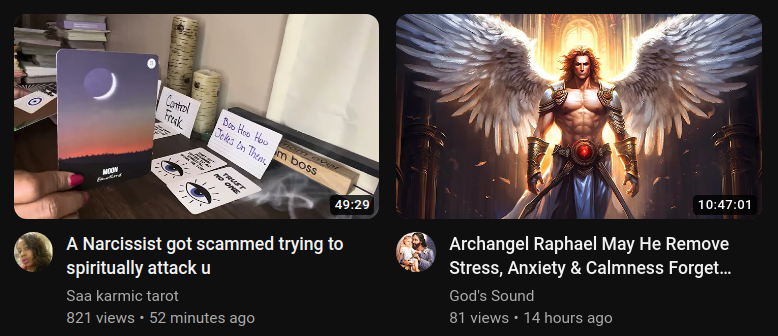 Control
Freak
Boo Hoo Hoo
Jokes On Them
m boss
TRUST
NO ONE
MOON
49:29
10:47:01
A Narcissist got scammed trying to
spiritually attack u
Saa karmic tarot
821 views • 52 minutes ago
Archangel Raphael May He Remove
Stress, Anxiety & Calmness Forget...
God's Sound
81 views • 14 hours ago